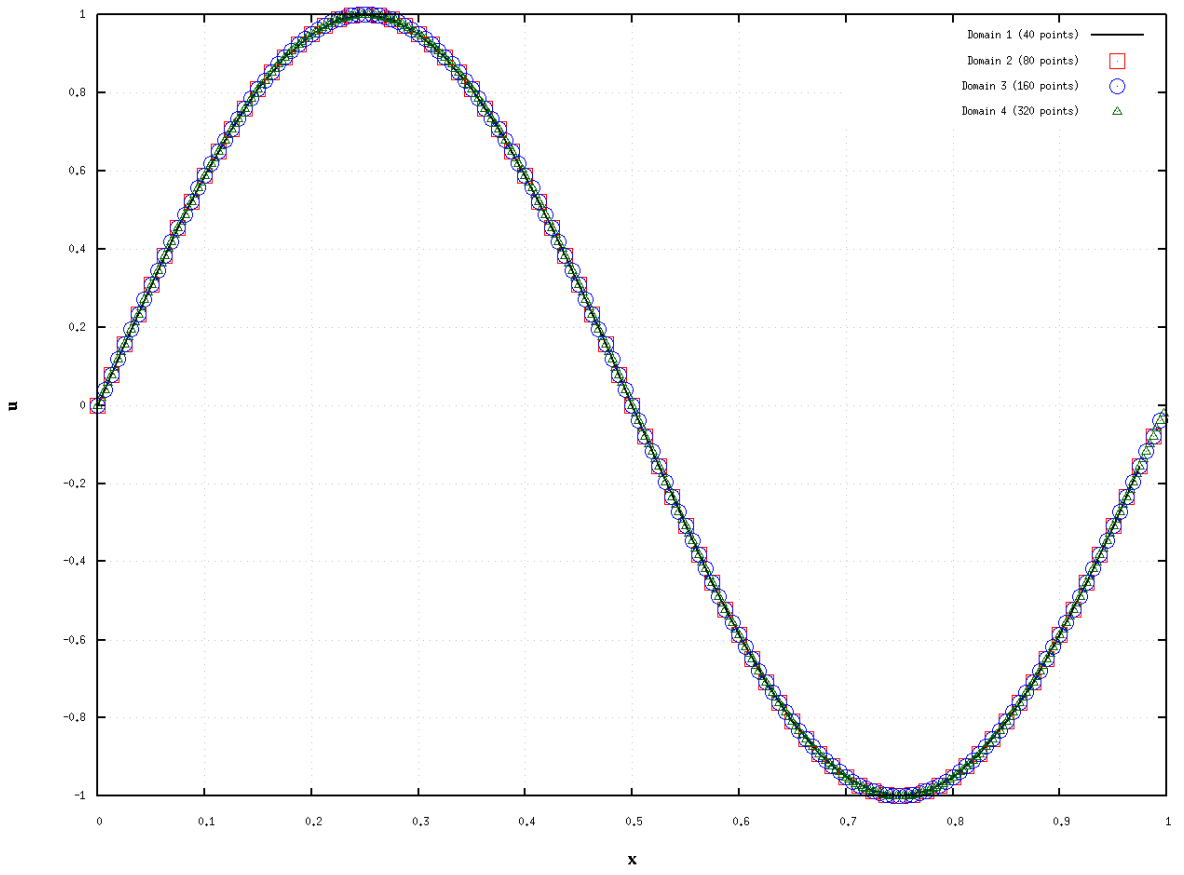 1
Domain 1 (40 points)
Domain 2 (80 points)
0.8
Domain 3 (160 points)
Domain 4 (320 points)
0.6
0.4
0.2
u
0
-0.2
-0.4
-0.6
-0.8
-1
0 0.1 0.2 0.3 0.4 0.5 0.6 0.7 0.8 0.9 1
x